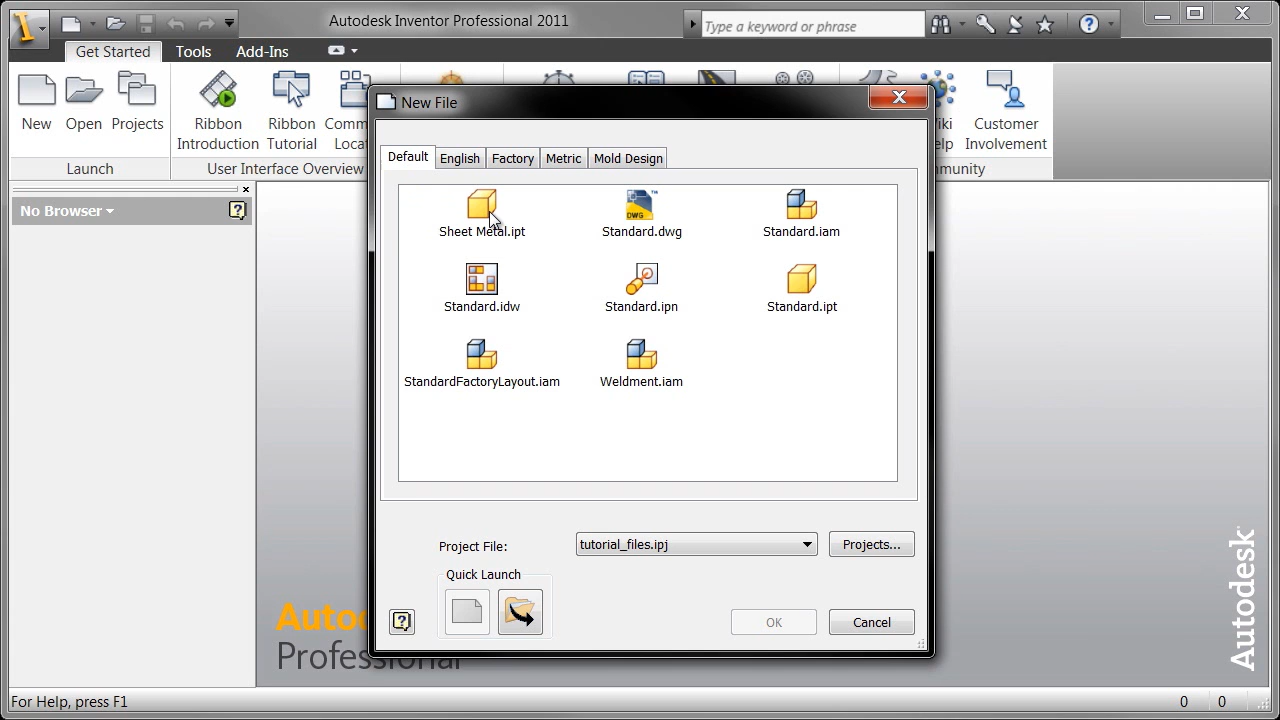 Autodesk Inventor Professional 2011
Type a keyword or phrase
Get Started
Tools
Add-Ins
New
Open
Projects
Ribbon
Introduction
Ribbon
Tutorial
Launch
User Interface Overview
Customer
Involvement
No Browser
New File
Default
English
Factory
Metric
Mold Design
Sheet Metal.ipt
DWG
Standard.dwg
Standard.iam
Standard.idw
Standard.ipn
Standard.ipt
StandardFactoryLayout.iam
Weldment.iam
Project File:
tutorial_files.ipj
Projects...
Quick Launch
OK
Cancel
Professional
Autodesk
For Help, press F1
0
0